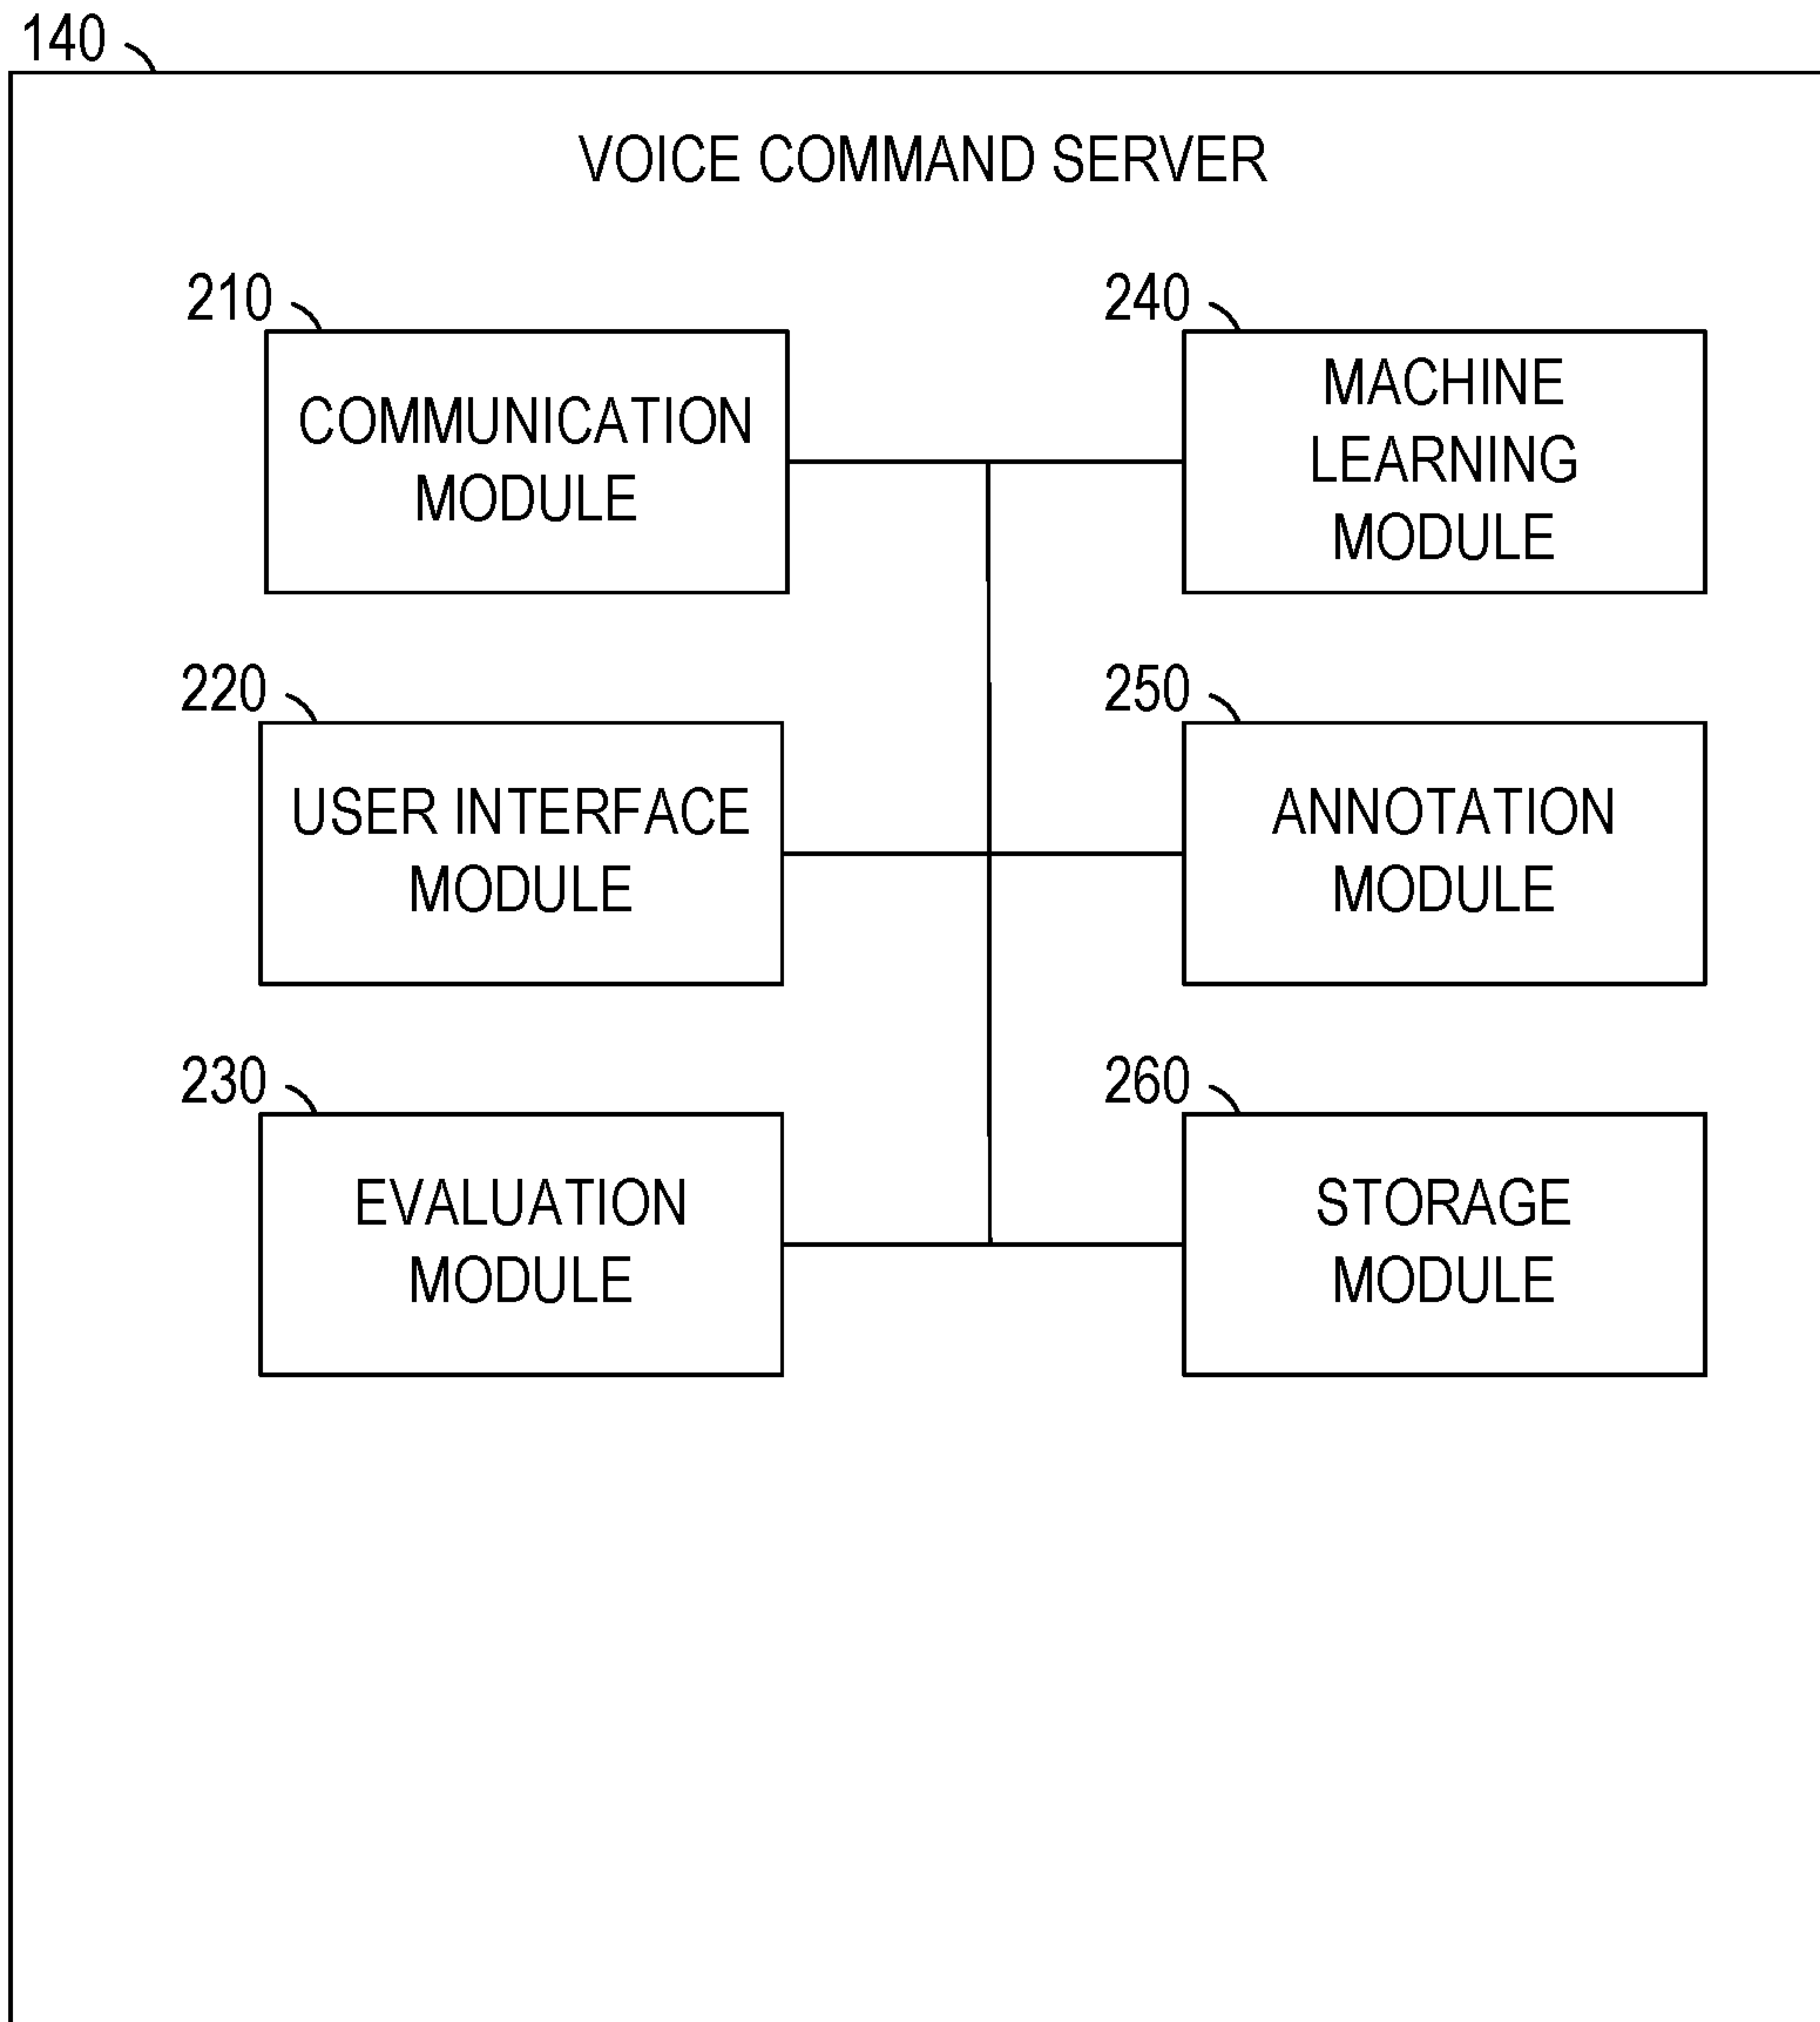 140
VOICE COMMAND SERVER
210
COMMUNICATION
MODULE
240
MACHINE
LEARNING
MODULE
220
USER INTERFACE
MODULE
250
ANNOTATION
MODULE
230
EVALUATION
MODULE
260
STORAGE
MODULE